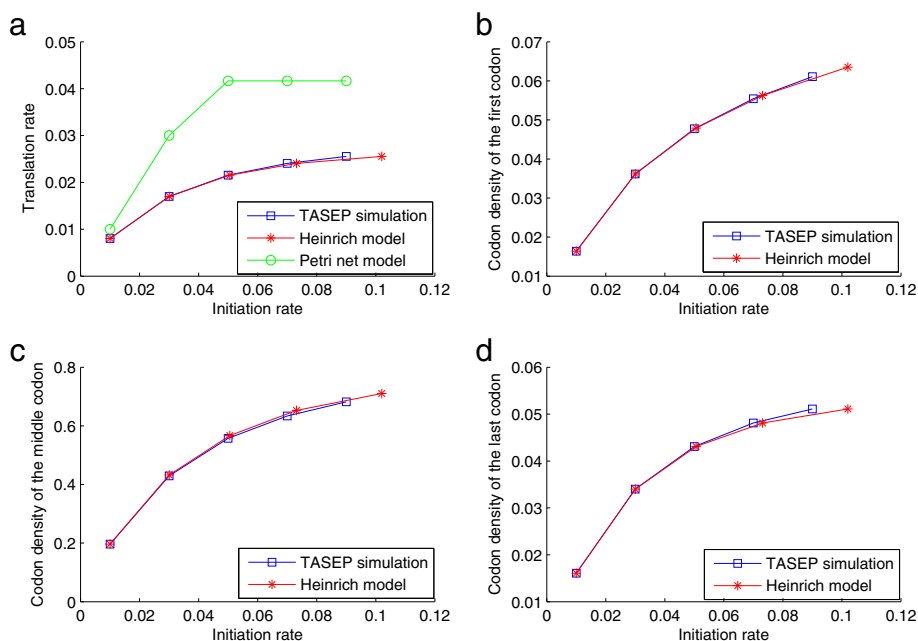 a
0.05
0.04
0.03
0.02
0.01
0
Translation rate
TASEP simulation
Heinrich model
Petri net model
0 0.02 0.04 0.06 0.08 0.1 0.12
Initiation rate
b
0.07
0.06
0.05
0.04
0.03
0.02
0.01
Codon density of the first codon
TASEP simulation
Heinrich model
0 0.02 0.04 0.06 0.08 0.1 0.12
Initiation rate
c
0.8
0.6
0.4
0.2
0
Codon density of the middle codon
TASEP simulation
Heinrich model
0 0.02 0.04 0.06 0.08 0.1 0.12
Initiation rate
d
0.06
0.05
0.04
0.03
0.02
0.01
Codon density of the last codon
TASEP simulation
Heinrich model
0 0.02 0.04 0.06 0.08 0.1 0.12
Initiation rate